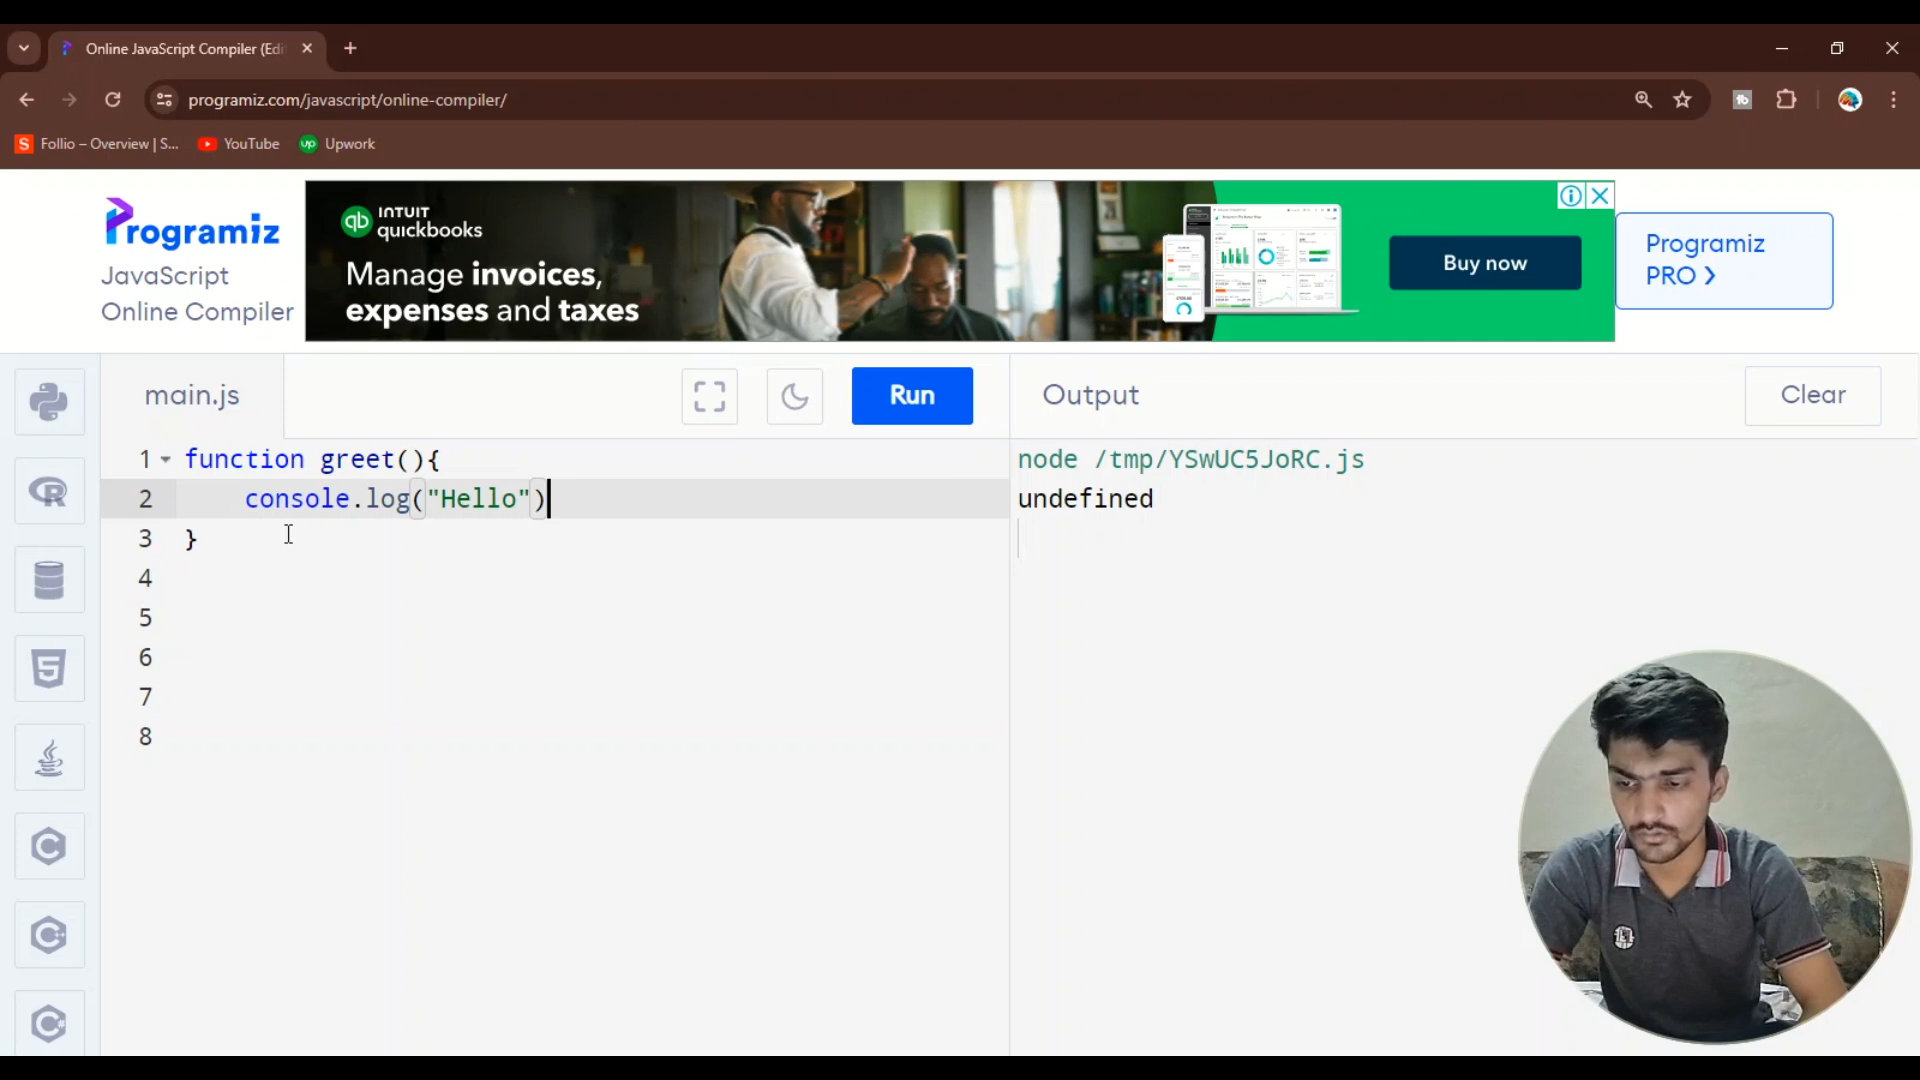 Online JavaScript Compiler (Edi
programiz.com/javascript/online-compiler/
Follio – Overview | S...
YouTube
up
Upwork
Programiz
JavaScript
Online Compiler
qb
INTUIT
quickbooks
Manage invoices,
expenses and taxes
Buy now
Programiz
PRO ❯
main.js
Run
Output
Clear
1 function greet(){
2     console.log("Hello")
3 }
4
5
6
7
8
node /tmp/YSwUC5JoRC.js
undefined